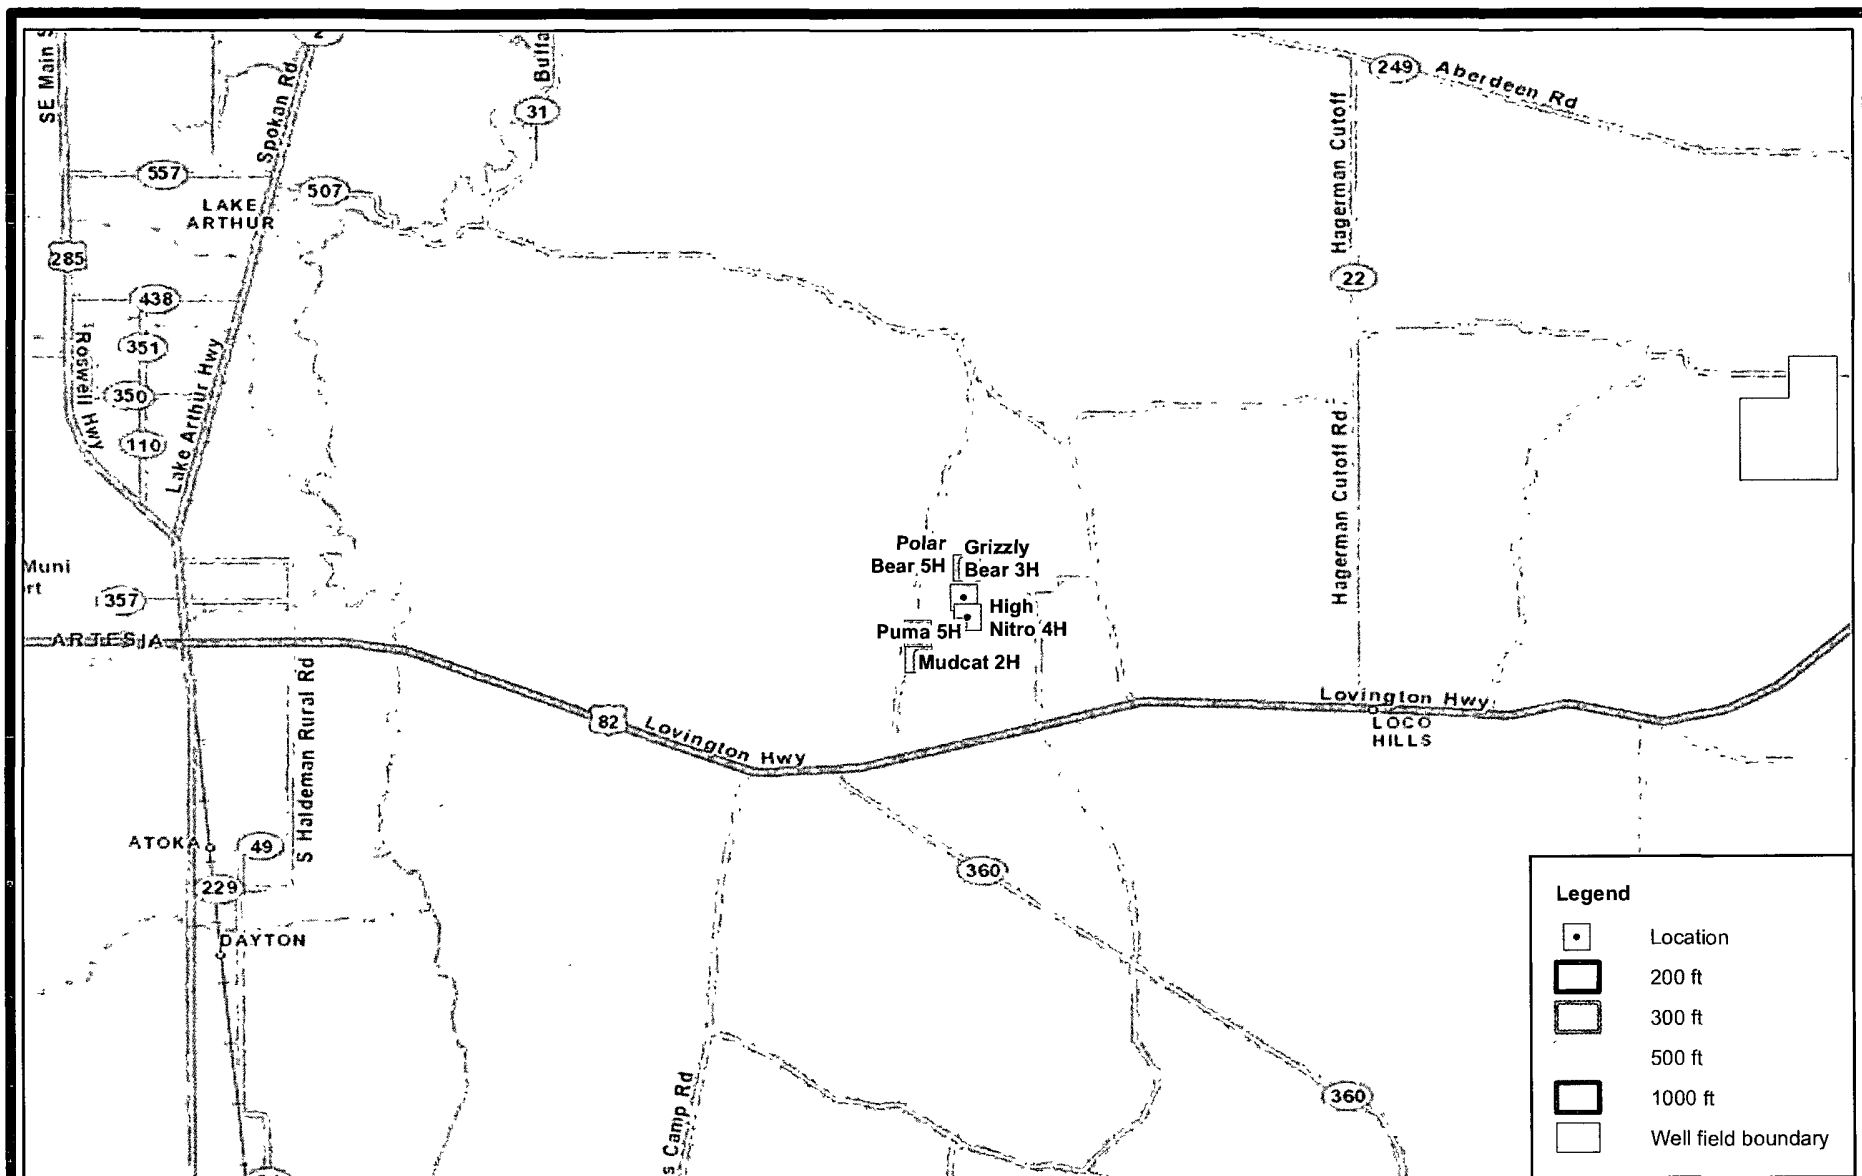 SE Main S
Spokan Rd
2
Buffa
31
249
Aberdeen Rd
Hagerman Cutoff
557
507
LAKE
ARTHUR
285
22
438
351
Roswell Hwy
Lake Arthur Hwy
350
110
Hagerman Cutoff Rd
Polar
Bear 5H
Grizzly
Bear 3H
High
Nitro 4H
Puma 5H
Mudcat 2H
Muni
rt
357
ARTESIA
S Haldeman Rural Rd
82
Lovington Hwy
Lovington Hwy
LOCO
HILLS
ATOKA
49
229
DAYTON
360
360
s Camp Rd
Legend
Location
200 ft
300 ft
500 ft
1000 ft
Well field boundary